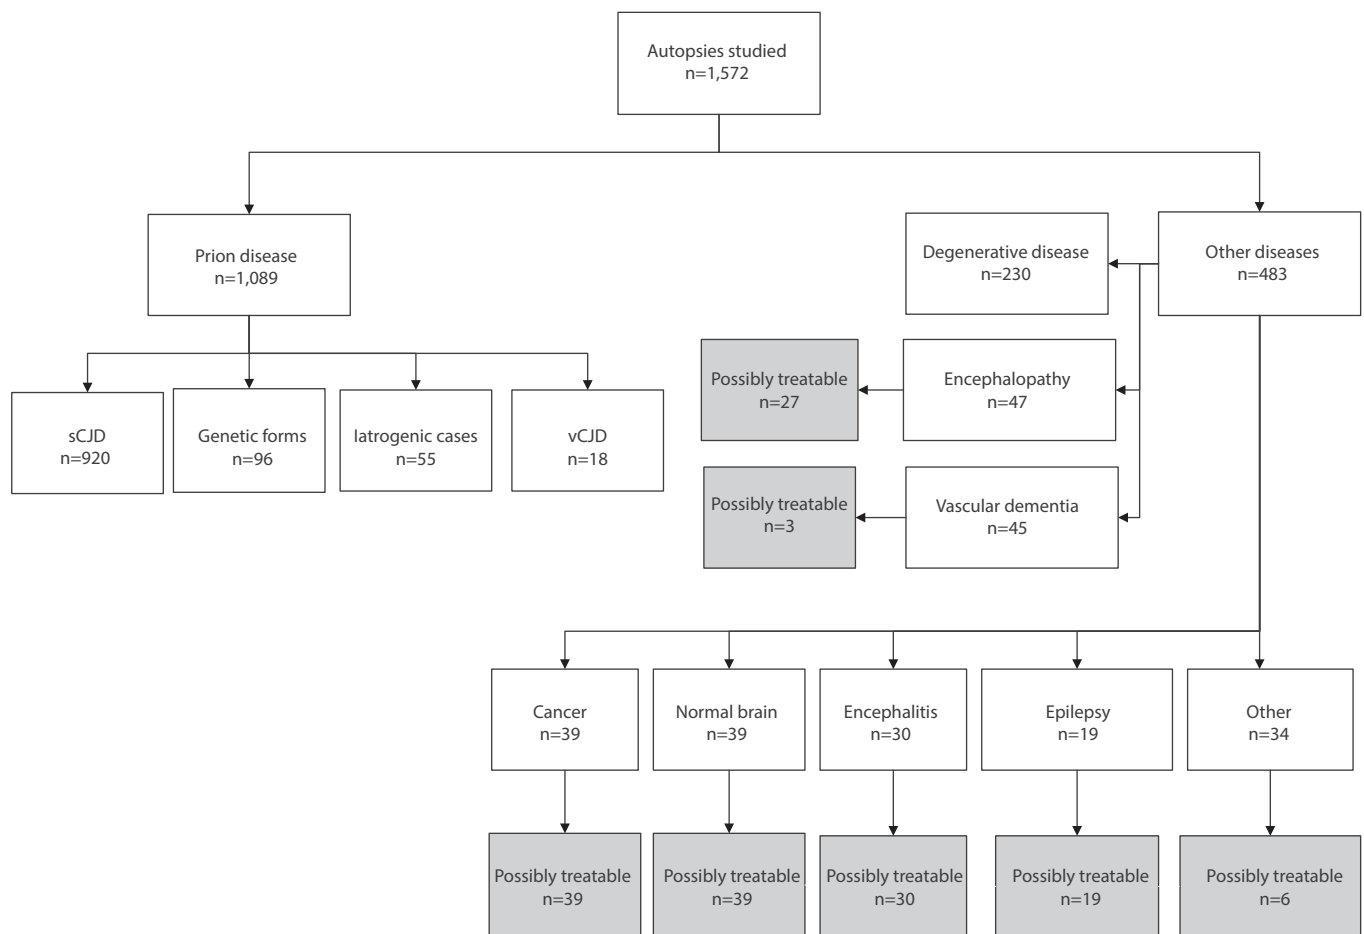 Autopsies studied
n=1,572
Prion disease
n=1,089
Degenerative disease
n=230
Other diseases
n=483
Possibly treatable
n=27
Encephalopathy
n=47
sCJD
n=920
Genetic forms
n=96
Iatrogenic cases
n=55
vCJD
n=18
Possibly treatable
n=3
Vascular dementia
n=45
Cancer
n=39
Normal brain
n=39
Encephalitis
n=30
Epilepsy
n=19
Other
n=34
Possibly treatable
n=39
Possibly treatable
n=39
Possibly treatable
n=30
Possibly treatable
n=19
Possibly treatable
n=6